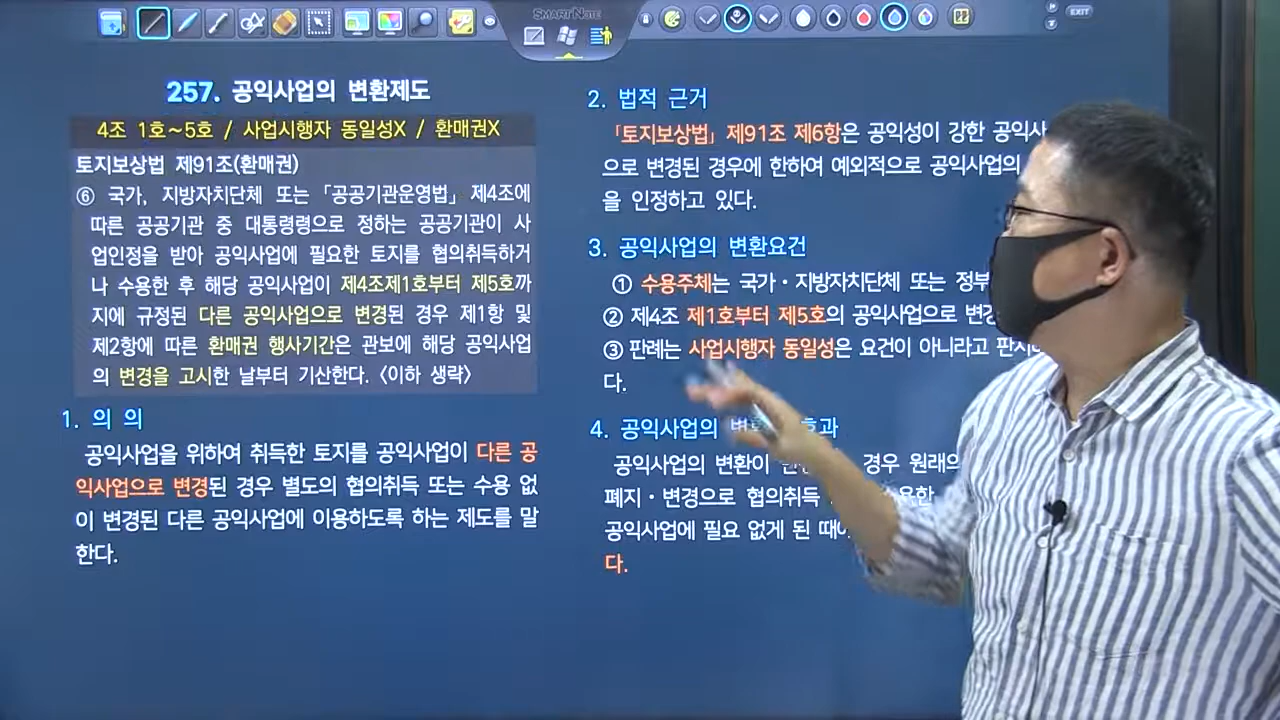 SMARTNOTE
EXIT
257. 공익사업의 변환제도
4조 1호~5호 / 사업시행자 동일성X / 환매권X
토지보상법 제91조(환매권)
⑥ 국가, 지방자치단체 또는 「공공기관운영법」 제4조에
따른 공공기관 중 대통령령으로 정하는 공공기관이 사
업인정을 받아 공익사업에 필요한 토지를 협의취득하거
나 수용한 후 해당 공익사업이 제4조제1호부터 제5호까
지에 규정된 다른 공익사업으로 변경된 경우 제1항 및
제2항에 따른 환매권 행사기간은 관보에 해당 공익사업
의 변경을 고시한 날부터 기산한다. <이하 생략>
1. 의 의
공익사업을 위하여 취득한 토지를 공익사업이 다른 공
익사업으로 변경된 경우 별도의 협의취득 또는 수용 없
이 변경된 다른 공익사업에 이용하도록 하는 제도를 말
한다.
2. 법적 근거
「토지보상법」 제91조 제6항은 공익성이 강한 공익사
으로 변경된 경우에 한하여 예외적으로 공익사업의
을 인정하고 있다.
3. 공익사업의 변환요건
① 수용주체는 국가・지방자치단체 또는 정부
② 제4조 제1호부터 제5호의 공익사업으로 변경
③ 판례는 사업시행자 동일성은 요건이 아니라고 판시
다.
4. 공익사업의 효과
공익사업의 변환이 경우 원래의
폐지・변경으로 협의취득
공익사업에 필요 없게 된 때
다.